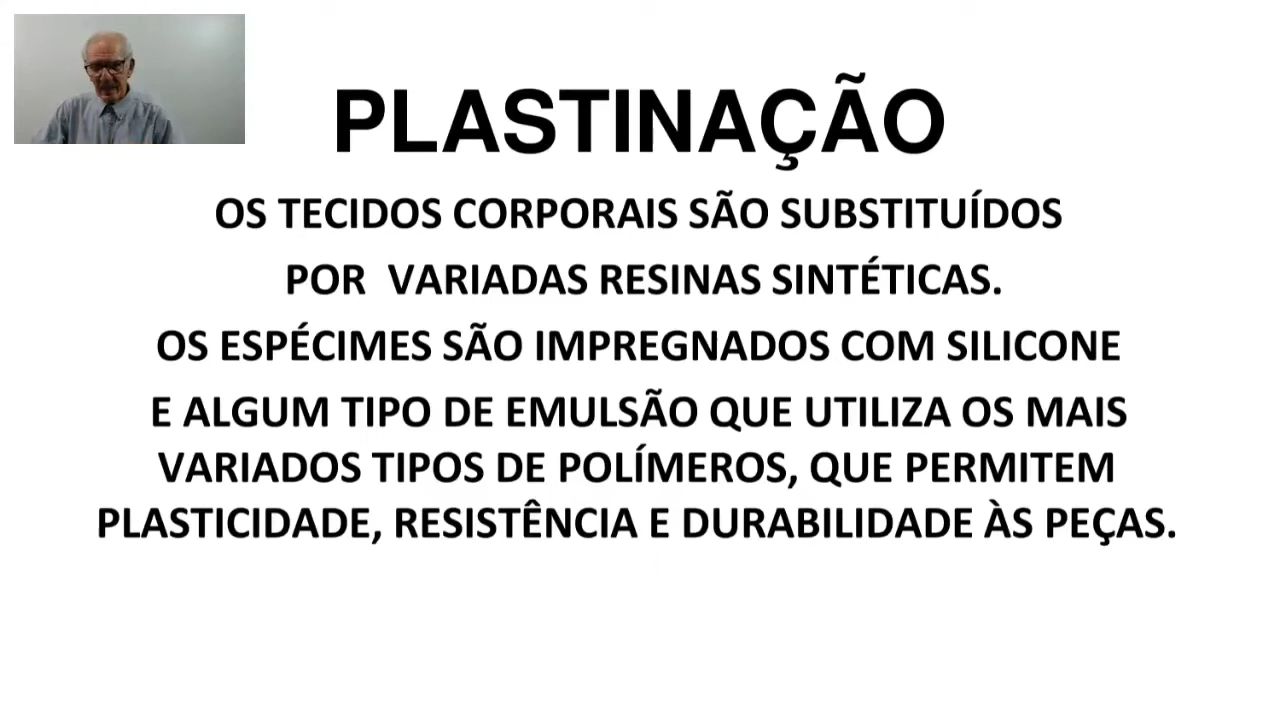 PLASTINAÇÃO
OS TECIDOS CORPORAIS SÃO SUBSTITUÍDOS
POR  VARIADAS RESINAS SINTÉTICAS.
OS ESPÉCIMES SÃO IMPREGNADOS COM SILICONE
E ALGUM TIPO DE EMULSÃO QUE UTILIZA OS MAIS
VARIADOS TIPOS DE POLÍMEROS, QUE PERMITEM
PLASTICIDADE, RESISTÊNCIA E DURABILIDADE ÀS PEÇAS.